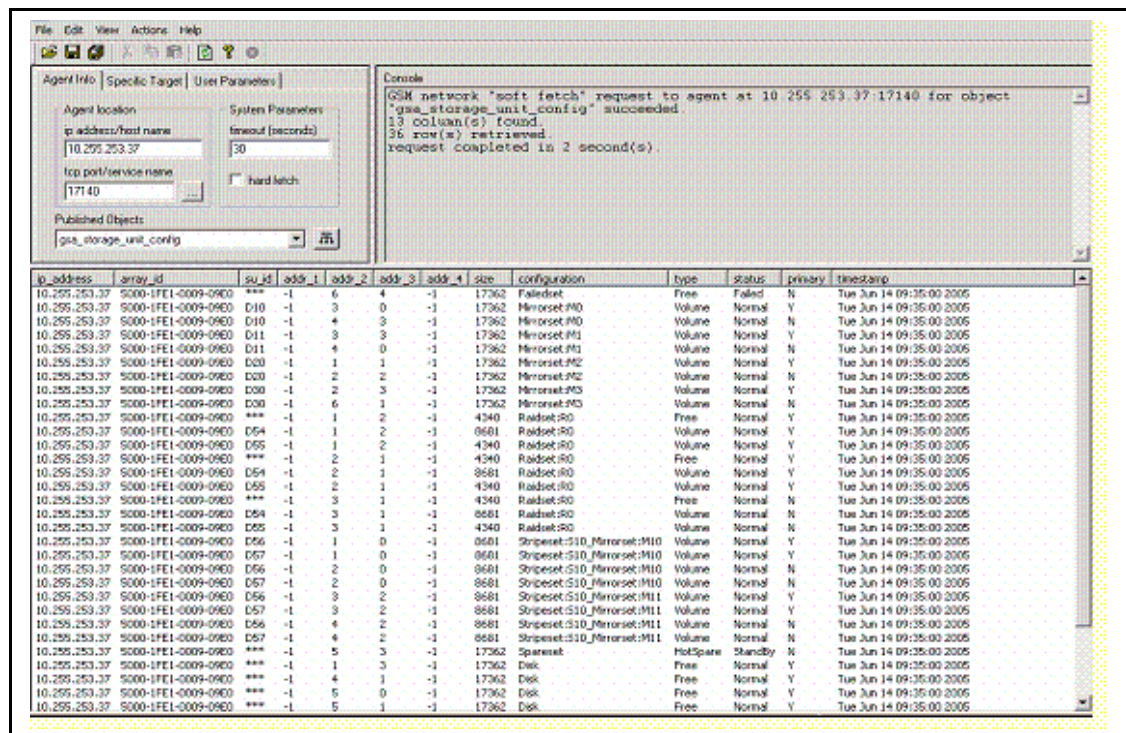 File Edit View Actions Help
Agent Info Specific Target User Parameters
Agent location
ip address/host name
10.255.253.37
tcp port/service name
17140
...
System Parameters
timeout (seconds)
30
hard fetch
Published Objects
gsa_storage_unit_config
Console
GSM network "soft fetch" request to agent at 10.255.253.37:17140 for object
"gsa_storage_unit_config" succeeded.
13 column(s) found.
36 row(s) retrieved.
request completed in 2 second(s).
ip_address array_id su_id addr_1 addr_2 addr_3 addr_4 size configuration type status primary timestamp
10.255.253.37 5000-1FE1-0009-09E0 *** -1 6 4 -1 17362 Failedset Free Failed N Tue Jun 14 09:35:00 2005
10.255.253.37 5000-1FE1-0009-09E0 D10 -1 3 0 -1 17362 Mirrorset:M0 Volume Normal Y Tue Jun 14 09:35:00 2005
10.255.253.37 5000-1FE1-0009-09E0 D10 -1 4 3 -1 17362 Mirrorset:M0 Volume Normal N Tue Jun 14 09:35:00 2005
10.255.253.37 5000-1FE1-0009-09E0 D11 -1 3 3 -1 17362 Mirrorset:M1 Volume Normal Y Tue Jun 14 09:35:00 2005
10.255.253.37 5000-1FE1-0009-09E0 D11 -1 4 0 -1 17362 Mirrorset:M1 Volume Normal N Tue Jun 14 09:35:00 2005
10.255.253.37 5000-1FE1-0009-09E0 D20 -1 1 1 -1 17362 Mirrorset:M2 Volume Normal Y Tue Jun 14 09:35:00 2005
10.255.253.37 5000-1FE1-0009-09E0 D20 -1 2 2 -1 17362 Mirrorset:M2 Volume Normal N Tue Jun 14 09:35:00 2005
10.255.253.37 5000-1FE1-0009-09E0 D30 -1 2 3 -1 17362 Mirrorset:M3 Volume Normal Y Tue Jun 14 09:35:00 2005
10.255.253.37 5000-1FE1-0009-09E0 D30 -1 6 1 -1 17362 Mirrorset:M3 Volume Normal N Tue Jun 14 09:35:00 2005
10.255.253.37 5000-1FE1-0009-09E0 *** -1 1 2 -1 4340 Raidset:R0 Free Normal Y Tue Jun 14 09:35:00 2005
10.255.253.37 5000-1FE1-0009-09E0 D54 -1 1 2 -1 8681 Raidset:R0 Volume Normal Y Tue Jun 14 09:35:00 2005
10.255.253.37 5000-1FE1-0009-09E0 D55 -1 1 2 -1 4340 Raidset:R0 Volume Normal Y Tue Jun 14 09:35:00 2005
10.255.253.37 5000-1FE1-0009-09E0 *** -1 2 1 -1 4340 Raidset:R0 Free Normal Y Tue Jun 14 09:35:00 2005
10.255.253.37 5000-1FE1-0009-09E0 D54 -1 2 1 -1 8681 Raidset:R0 Volume Normal Y Tue Jun 14 09:35:00 2005
10.255.253.37 5000-1FE1-0009-09E0 D55 -1 2 1 -1 4340 Raidset:R0 Volume Normal Y Tue Jun 14 09:35:00 2005
10.255.253.37 5000-1FE1-0009-09E0 *** -1 3 1 -1 4340 Raidset:R0 Free Normal N Tue Jun 14 09:35:00 2005
10.255.253.37 5000-1FE1-0009-09E0 D54 -1 3 1 -1 8681 Raidset:R0 Volume Normal N Tue Jun 14 09:35:00 2005
10.255.253.37 5000-1FE1-0009-09E0 D55 -1 3 1 -1 4340 Raidset:R0 Volume Normal N Tue Jun 14 09:35:00 2005
10.255.253.37 5000-1FE1-0009-09E0 D56 -1 1 0 -1 8681 Stripeset:S10_Mirrorset:M10 Volume Normal Y Tue Jun 14 09:35:00 2005
10.255.253.37 5000-1FE1-0009-09E0 D57 -1 1 0 -1 8681 Stripeset:S10_Mirrorset:M10 Volume Normal Y Tue Jun 14 09:35:00 2005
10.255.253.37 5000-1FE1-0009-09E0 D56 -1 2 0 -1 8681 Stripeset:S10_Mirrorset:M10 Volume Normal N Tue Jun 14 09:35:00 2005
10.255.253.37 5000-1FE1-0009-09E0 D57 -1 2 0 -1 8681 Stripeset:S10_Mirrorset:M10 Volume Normal N Tue Jun 14 09:35:00 2005
10.255.253.37 5000-1FE1-0009-09E0 D56 -1 3 2 -1 8681 Stripeset:S10_Mirrorset:M11 Volume Normal Y Tue Jun 14 09:35:00 2005
10.255.253.37 5000-1FE1-0009-09E0 D57 -1 3 2 -1 8681 Stripeset:S10_Mirrorset:M11 Volume Normal Y Tue Jun 14 09:35:00 2005
10.255.253.37 5000-1FE1-0009-09E0 D56 -1 4 2 -1 8681 Stripeset:S10_Mirrorset:M11 Volume Normal N Tue Jun 14 09:35:00 2005
10.255.253.37 5000-1FE1-0009-09E0 D57 -1 4 2 -1 8681 Stripeset:S10_Mirrorset:M11 Volume Normal N Tue Jun 14 09:35:00 2005
10.255.253.37 5000-1FE1-0009-09E0 *** -1 5 3 -1 17362 Spareset HotSpare StandBy N Tue Jun 14 09:35:00 2005
10.255.253.37 5000-1FE1-0009-09E0 *** -1 1 3 -1 17362 Disk Free Normal Y Tue Jun 14 09:35:00 2005
10.255.253.37 5000-1FE1-0009-09E0 *** -1 4 1 -1 17362 Disk Free Normal Y Tue Jun 14 09:35:00 2005
10.255.253.37 5000-1FE1-0009-09E0 *** -1 5 0 -1 17362 Disk Free Normal Y Tue Jun 14 09:35:00 2005
10.255.253.37 5000-1FE1-0009-09E0 *** -1 5 1 -1 17362 Disk Free Normal Y Tue Jun 14 09:35:00 2005